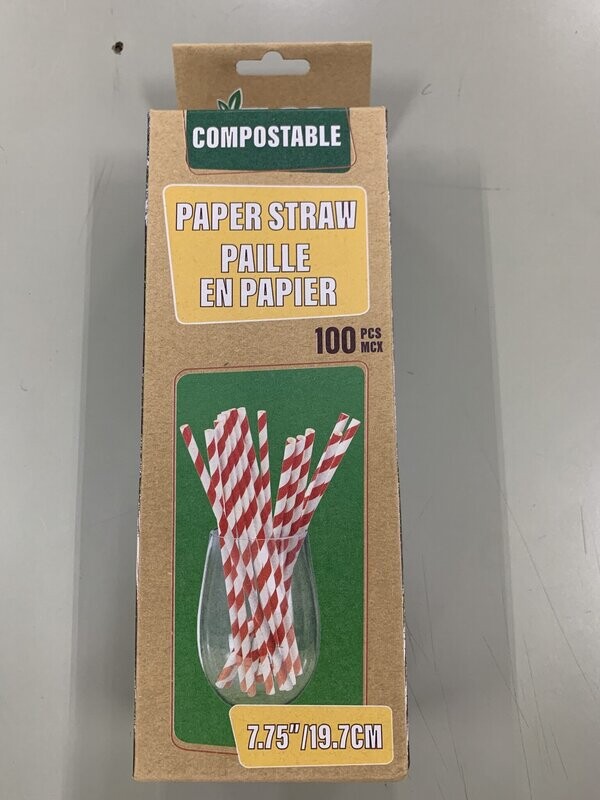 COMPOSTABLE
PAPER STRAW
PAILLE
EN PAPIER
100 PCS
MCX
7.75"/19.7CM